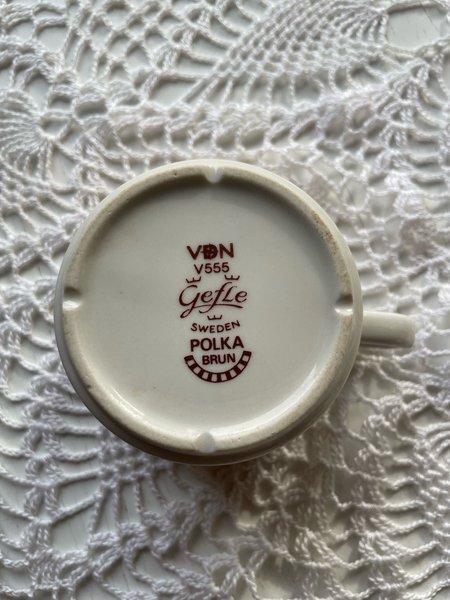 VDN
V555
Gefle
SWEDEN
POLKA
BRUN